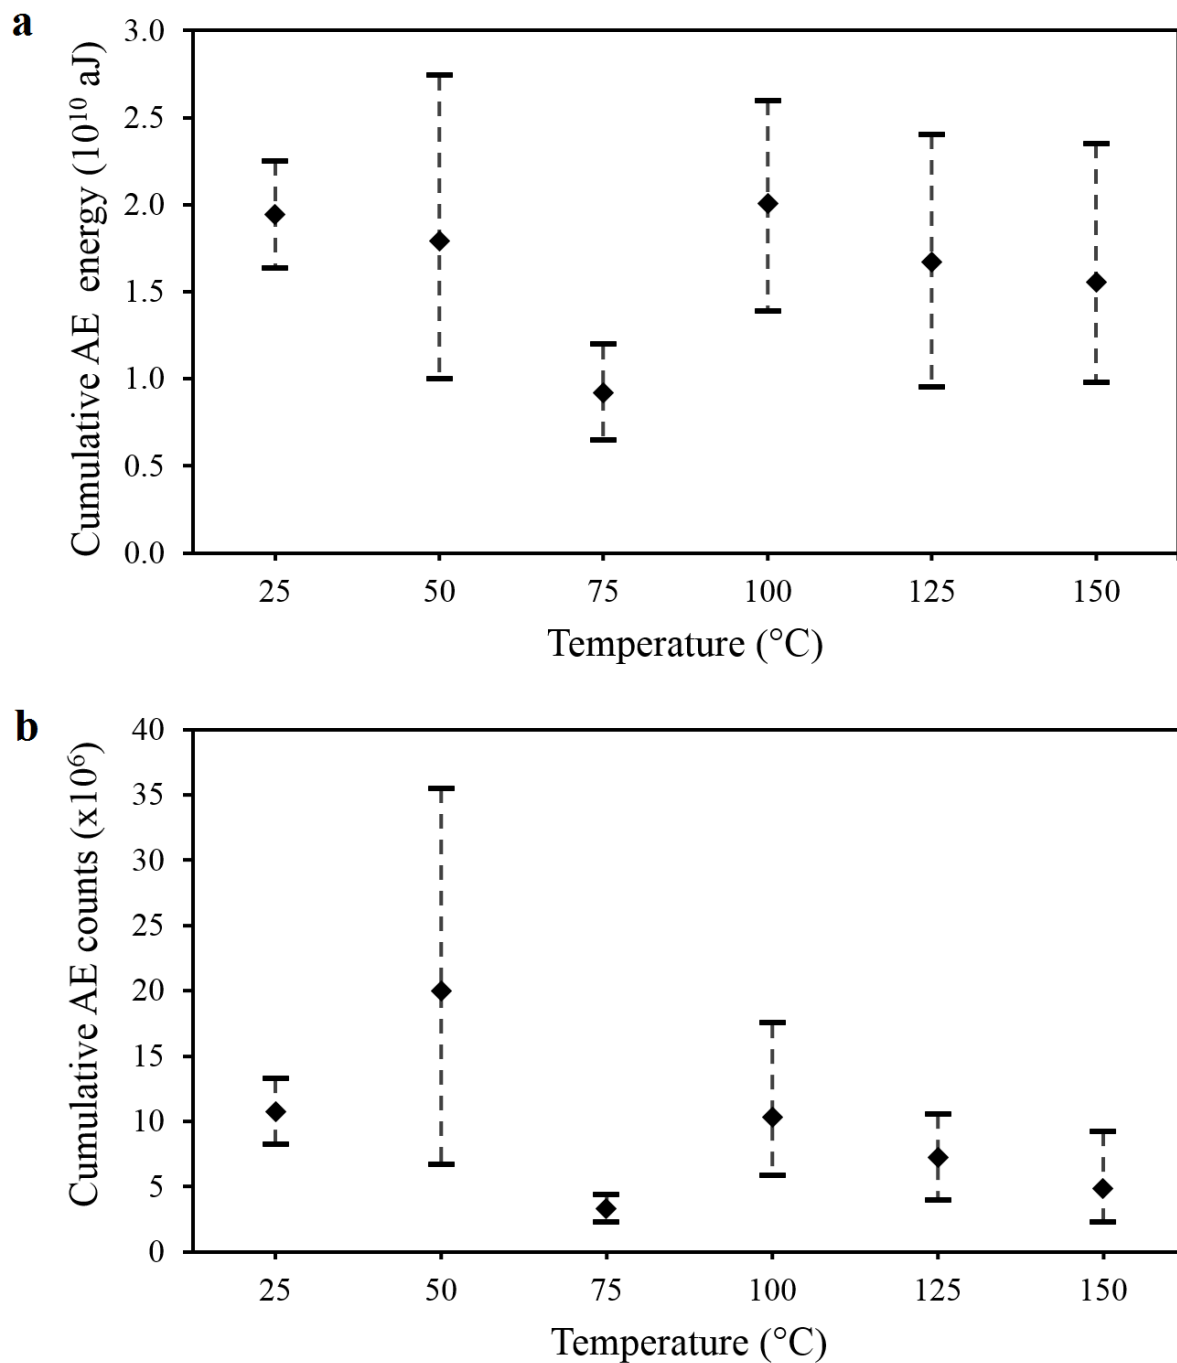 a
Cumulative AE energy (10¹⁰ aJ)
3.0
2.5
2.0
1.5
1.0
0.5
0.0
25 50 75 100 125 150
Temperature (°C)
b
Cumulative AE counts (x10⁶)
40
35
30
25
20
15
10
5
0
25 50 75 100 125 150
Temperature (°C)